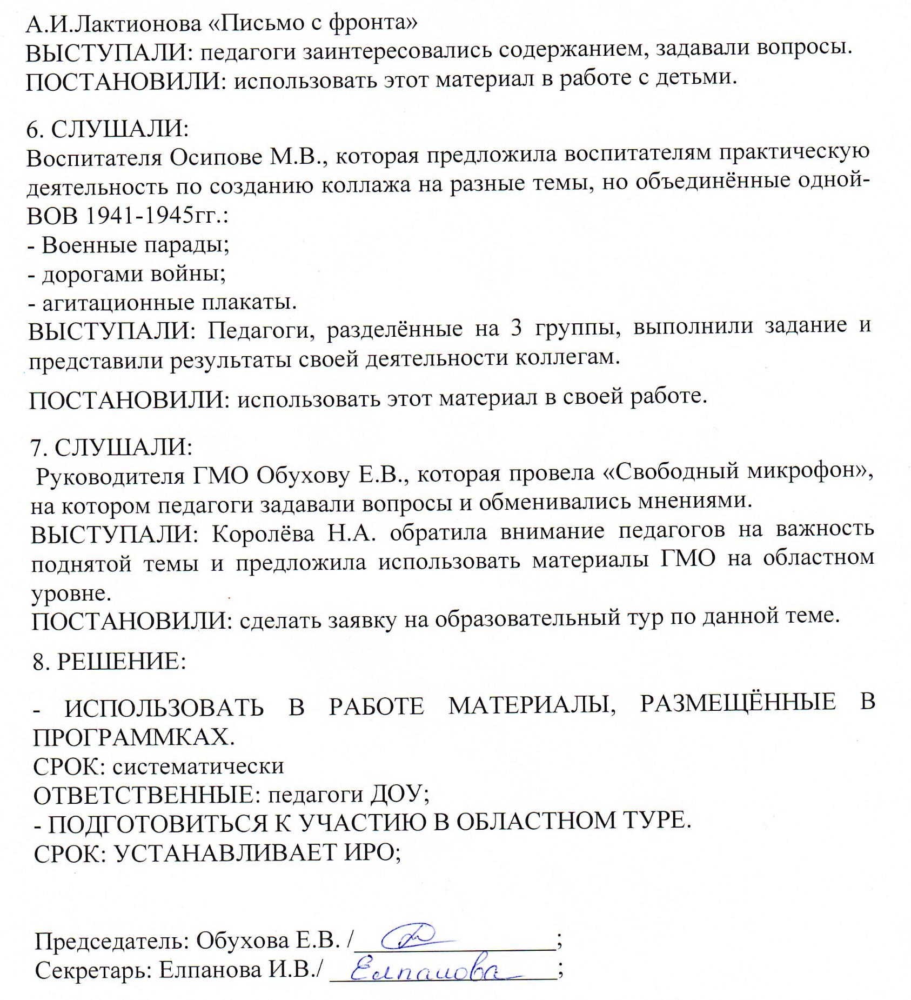 А.И.Лактионова «Письмо с фронта»
ВЫСТУПАЛИ: педагоги заинтересовались содержанием, задавали вопросы.
ПОСТАНОВИЛИ: использовать этот материал в работе с детьми.
6. СЛУШАЛИ:
Воспитателя Осипове М.В., которая предложила воспитателям практическую
деятельность по созданию коллажа на разные темы, но объединённые одной-
ВОВ 1941-1945гг.:
- Военные парады;
- дорогами войны;
- агитационные плакаты.
ВЫСТУПАЛИ: Педагоги, разделённые на 3 группы, выполнили задание и
представили результаты своей деятельности коллегам.
ПОСТАНОВИЛИ: использовать этот материал в своей работе.
7. СЛУШАЛИ:
Руководителя ГМО Обухову Е.В., которая провела «Свободный микрофон»,
на котором педагоги задавали вопросы и обменивались мнениями.
ВЫСТУПАЛИ: Королёва Н.А. обратила внимание педагогов на важность
поднятой темы и предложила использовать материалы ГМО на областном
уровне.
ПОСТАНОВИЛИ: сделать заявку на образовательный тур по данной теме.
8. РЕШЕНИЕ:
- ИСПОЛЬЗОВАТЬ В РАБОТЕ МАТЕРИАЛЫ, РАЗМЕЩЁННЫЕ В
ПРОГРАММКАХ.
СРОК: систематически
ОТВЕТСТВЕННЫЕ: педагоги ДОУ;
- ПОДГОТОВИТЬСЯ К УЧАСТИЮ В ОБЛАСТНОМ ТУРЕ.
СРОК: УСТАНАВЛИВАЕТ ИРО;
Председатель: Обухова Е.В. /________________;
Секретарь: Елпанова И.В./ Елпанова;